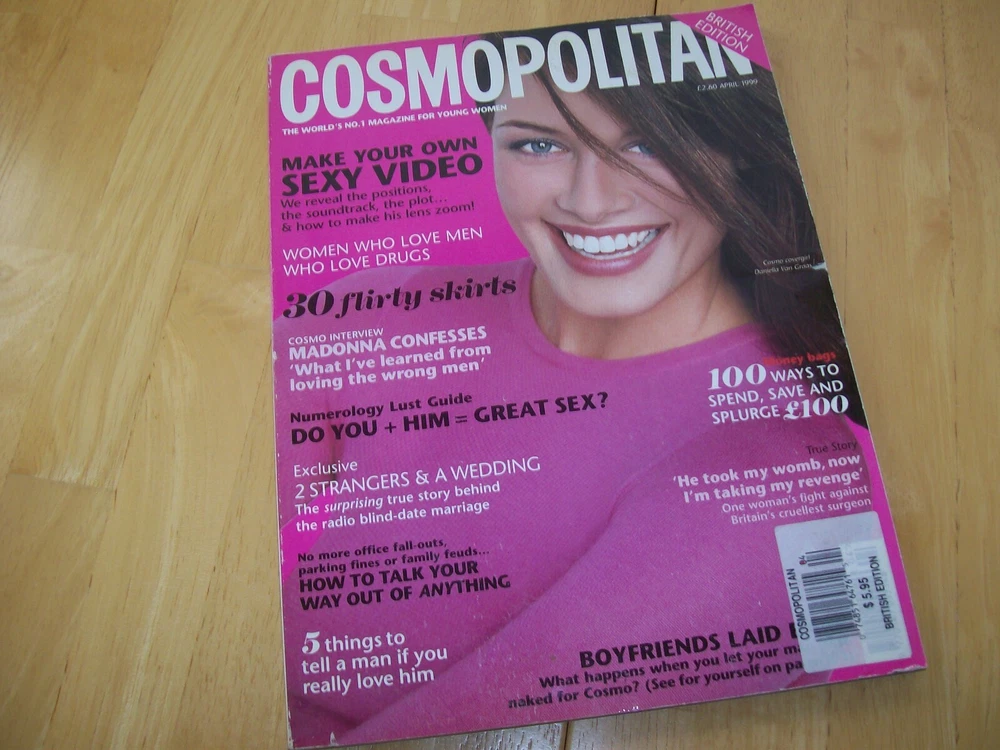 COSMOPOLITAN
BRITISH
EDITION
£2.60 APRIL 1999
THE WORLD'S NO.1 MAGAZINE FOR YOUNG WOMEN
MAKE YOUR OWN
SEXY VIDEO
We reveal the positions,
the soundtrack, the plot...
& how to make his lens zoom!
WOMEN WHO LOVE MEN
WHO LOVE DRUGS
30 flirty skirts
COSMO INTERVIEW
MADONNA CONFESSES
'What I've learned from
loving the wrong men'
Numerology Lust Guide
DO YOU + HIM = GREAT SEX?
Exclusive
2 STRANGERS & A WEDDING
The surprising true story behind
the radio blind-date marriage
No more office fall-outs,
parking fines or family feuds...
HOW TO TALK YOUR
WAY OUT OF ANYTHING
5 things to
tell a man if you
really love him
Cosmo covergirl
Daniella Van
Money bags
100 WAYS TO
SPEND, SAVE AND
SPLURGE £100
True Story
'He took my womb, now
I'm taking my revenge'
One woman's fight against
Britain's cruellest surgeon
COSMOPOLITAN
04
$5.95
BRITISH EDITION
BOYFRIENDS LAID
What happens when you let your
naked for Cosmo? (See for yourself on